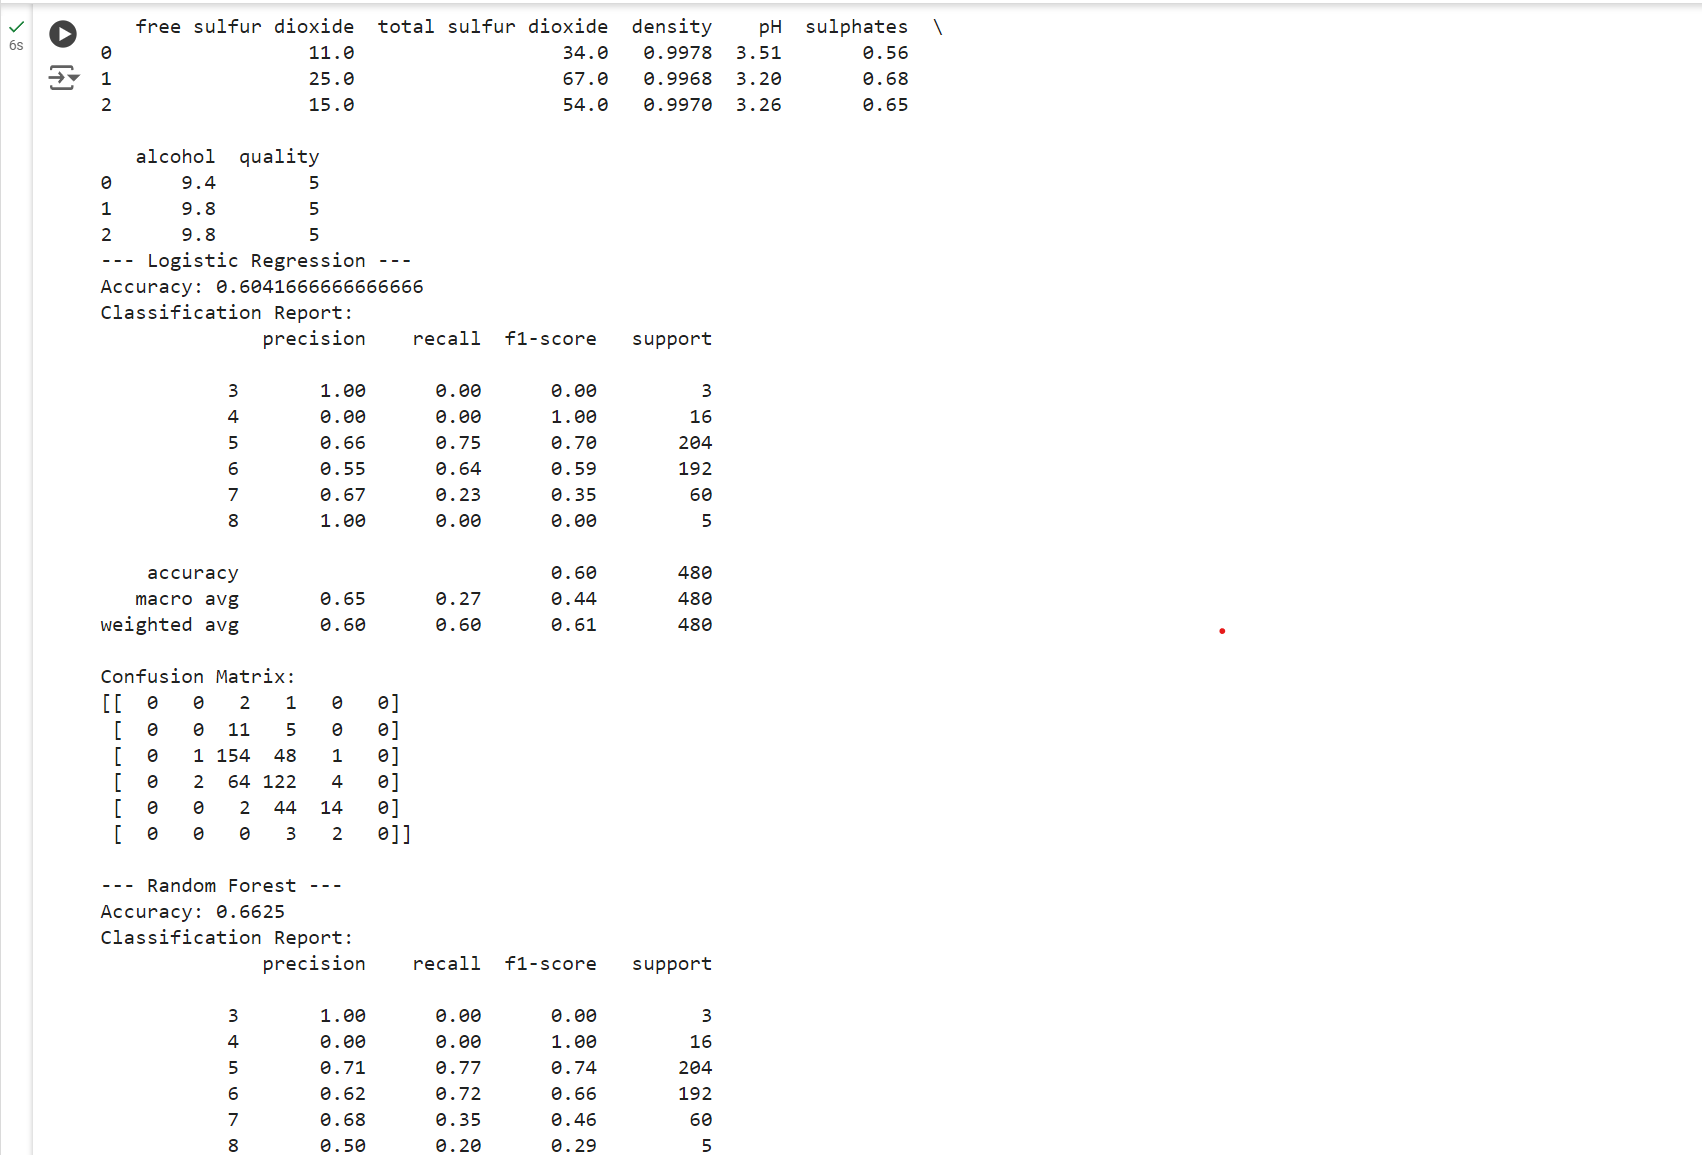 6s
   free sulfur dioxide  total sulfur dioxide  density    pH  sulphates  \
0                 11.0                  34.0   0.9978  3.51       0.56
1                 25.0                  67.0   0.9968  3.20       0.68
2                 15.0                  54.0   0.9970  3.26       0.65
   alcohol  quality
0      9.4        5
1      9.8        5
2      9.8        5
--- Logistic Regression ---
Accuracy: 0.6041666666666666
Classification Report:
              precision    recall  f1-score   support
           3       1.00      0.00      0.00         3
           4       0.00      0.00      1.00        16
           5       0.66      0.75      0.70       204
           6       0.55      0.64      0.59       192
           7       0.67      0.23      0.35        60
           8       1.00      0.00      0.00         5
    accuracy                           0.60       480
   macro avg       0.65      0.27      0.44       480
weighted avg       0.60      0.60      0.61       480
Confusion Matrix:
[[  0   0   2   1   0   0]
 [  0   0  11   5   0   0]
 [  0   1 154  48   1   0]
 [  0   2  64 122   4   0]
 [  0   0   2  44  14   0]
 [  0   0   0   3   2   0]]
--- Random Forest ---
Accuracy: 0.6625
Classification Report:
              precision    recall  f1-score   support
           3       1.00      0.00      0.00         3
           4       0.00      0.00      1.00        16
           5       0.71      0.77      0.74       204
           6       0.62      0.72      0.66       192
           7       0.68      0.35      0.46        60
           8       0.50      0.20      0.29         5